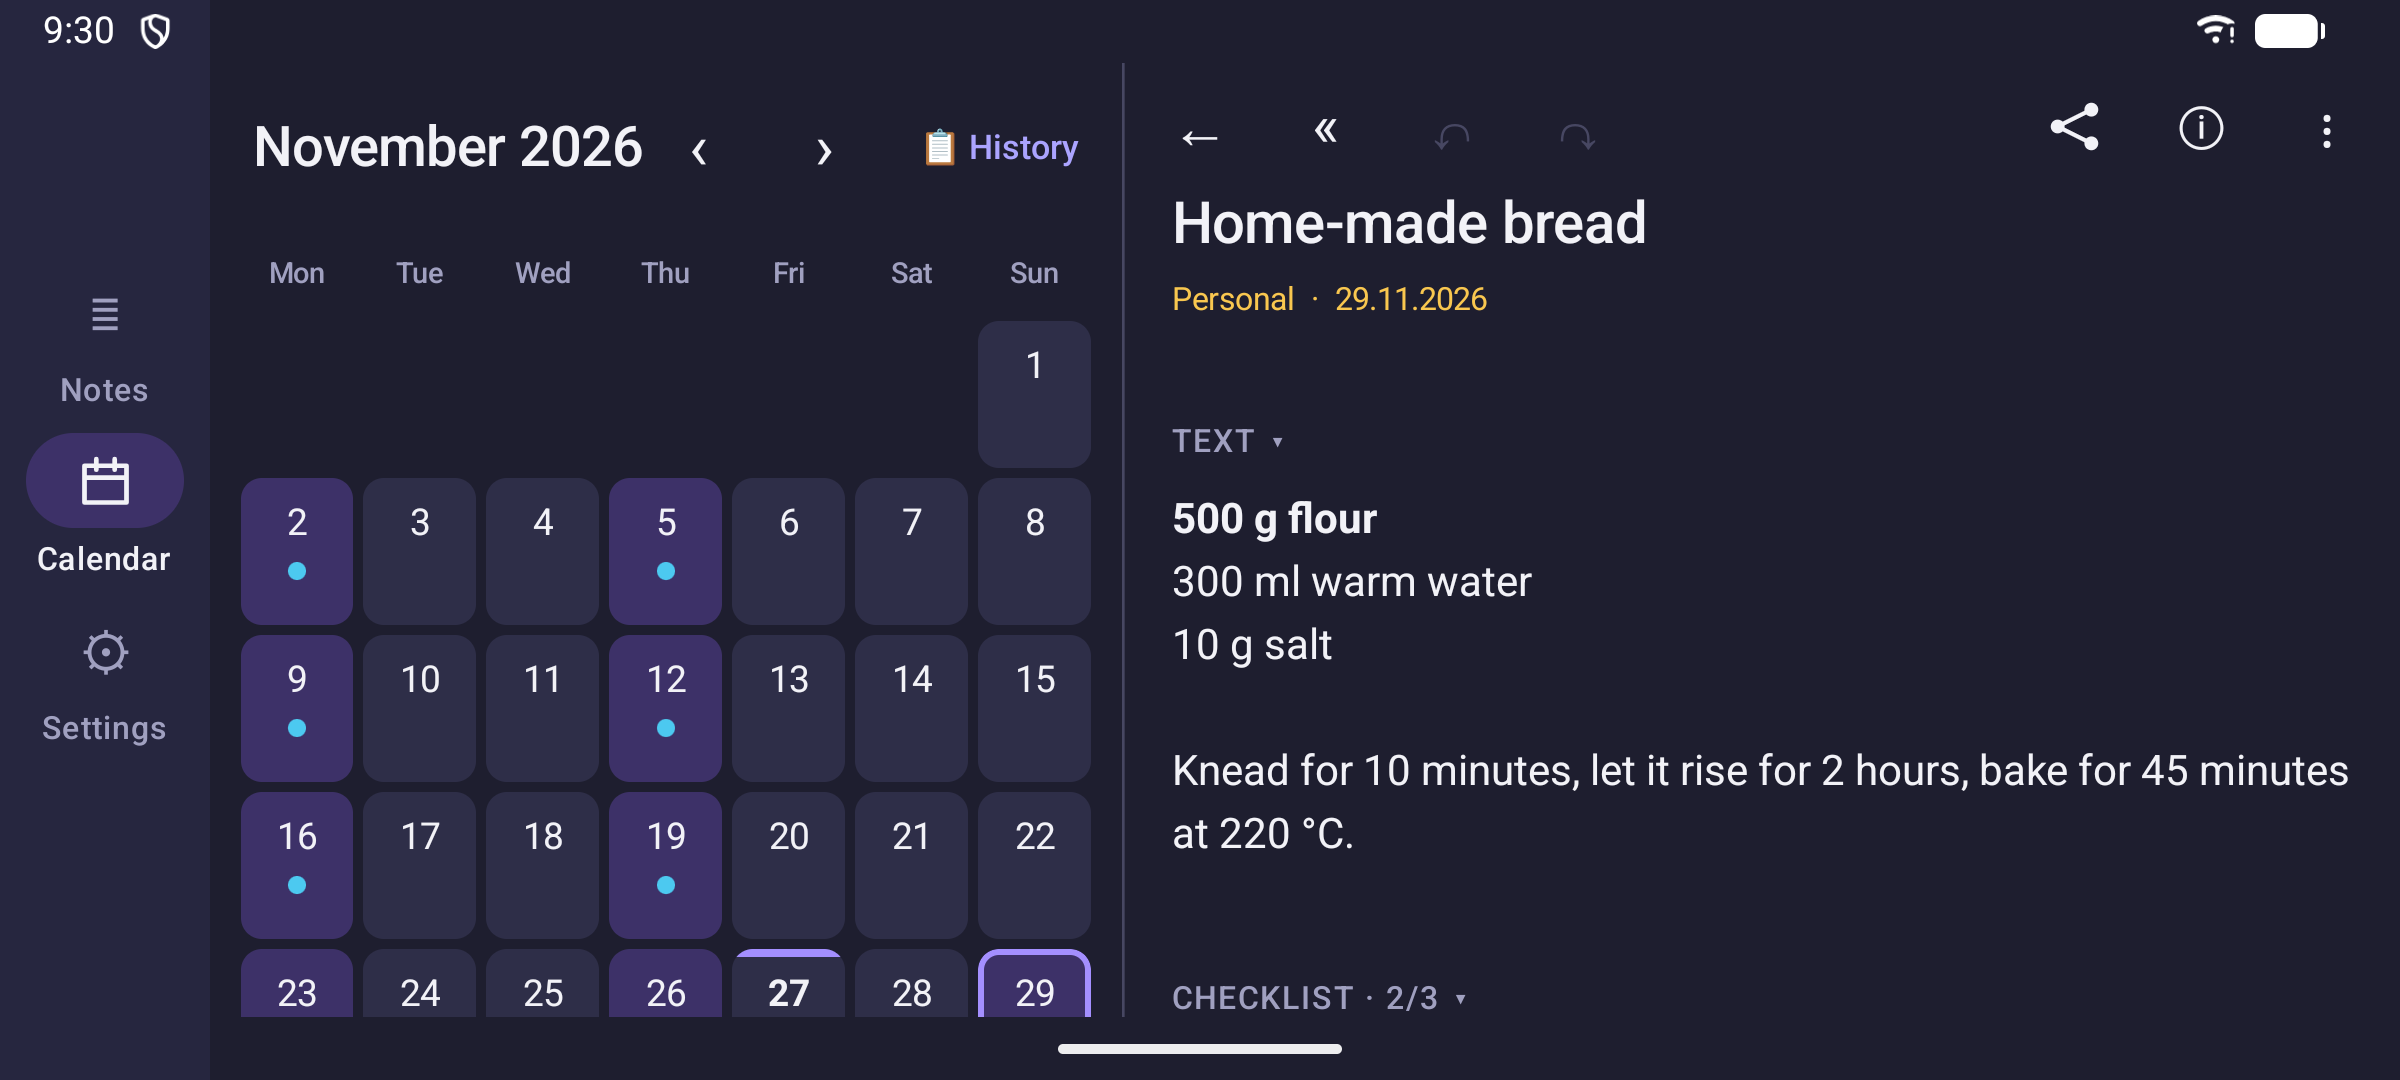 9:30
November 2026 ‹ › 📋 History
Mon Tue Wed Thu Fri Sat Sun
1
2 3 4 5 6 7 8
9 10 11 12 13 14 15
16 17 18 19 20 21 22
23 24 25 26 27 28 29
Notes
Calendar
Settings
← «
Home-made bread
Personal · 29.11.2026
TEXT ▾
500 g flour
300 ml warm water
10 g salt
Knead for 10 minutes, let it rise for 2 hours, bake for 45 minutes
at 220 °C.
CHECKLIST · 2/3 ▾